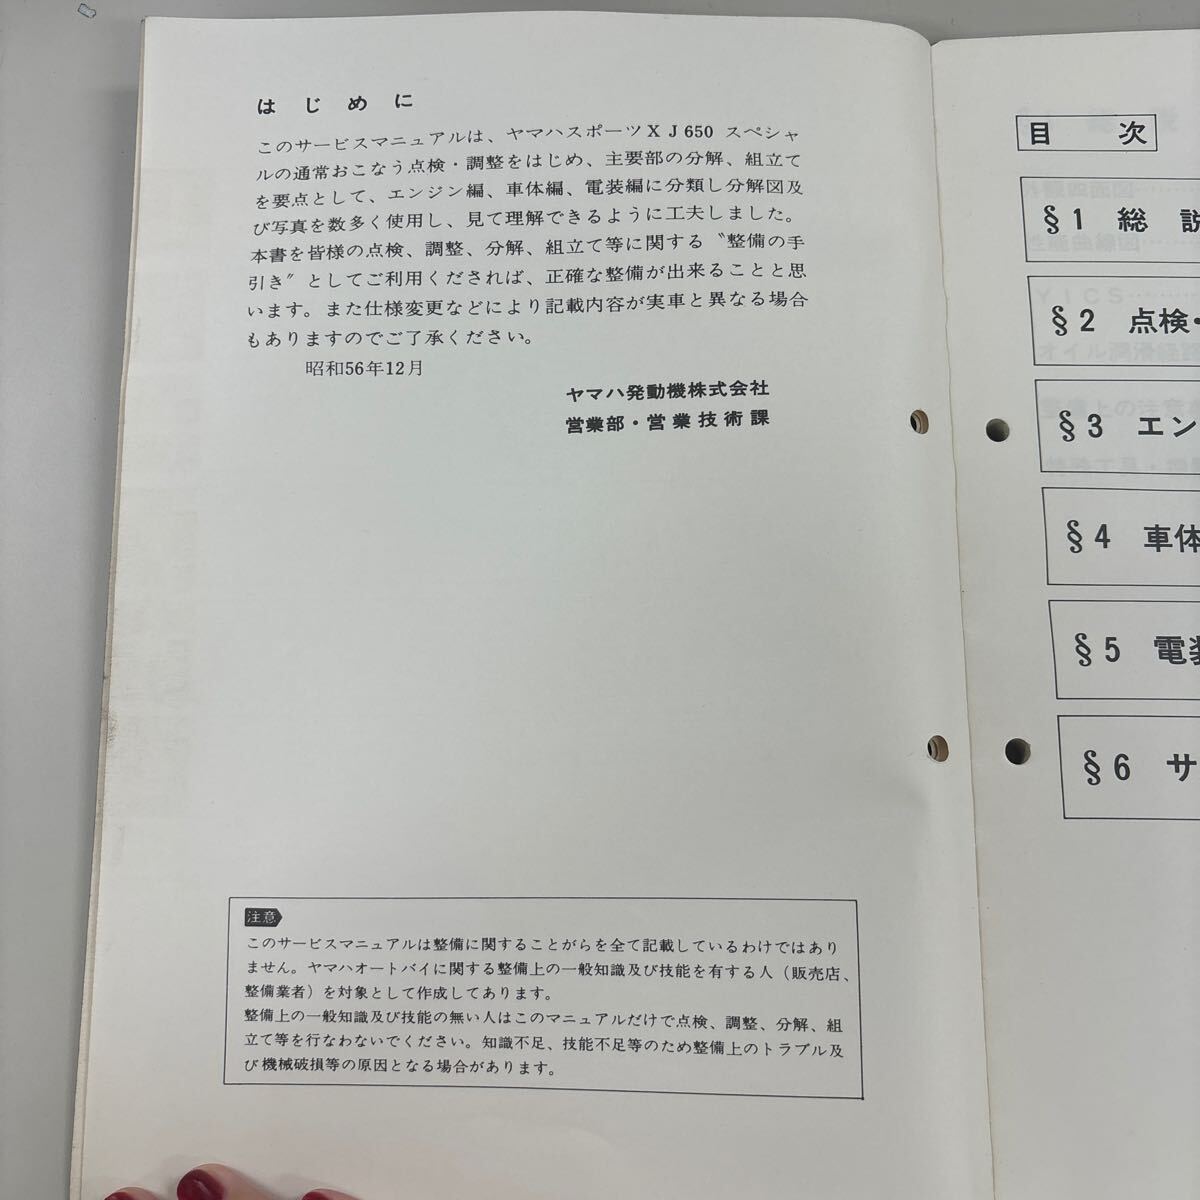 はじめに
このサービスマニュアルは、ヤマハスポーツXJ650 スペシャ
ルの通常おこなう点検・調整をはじめ、主要部の分解、組立て
を要点として、エンジン編、車体編、電装編に分類し分解図及
び写真を数多く使用し、見て理解できるように工夫しました。
本書を皆様の点検、調整、分解、組立て等に関する〝整備の手
引き〟としてご利用くだされば、正確な整備が出来ることと思
います。また仕様変更などにより記載内容が実車と異なる場合
もありますのでご了承ください。
昭和56年12月
ヤマハ発動機株式会社
営業部・営業技術課
注意
このサービスマニュアルは整備に関することがらを全て記載しているわけではあり
ません。ヤマハオートバイに関する整備上の一般知識及び技能を有する人（販売店、
整備業者）を対象として作成してあります。
整備上の一般知識及び技能の無い人はこのマニュアルだけで点検、調整、分解、組
立て等を行なわないでください。知識不足、技能不足等のため整備上のトラブル及
び機械破損等の原因となる場合があります。
目次
§1 総説
§2 点検・
§3 エン
§4 車体
§5 電装
§6 サ